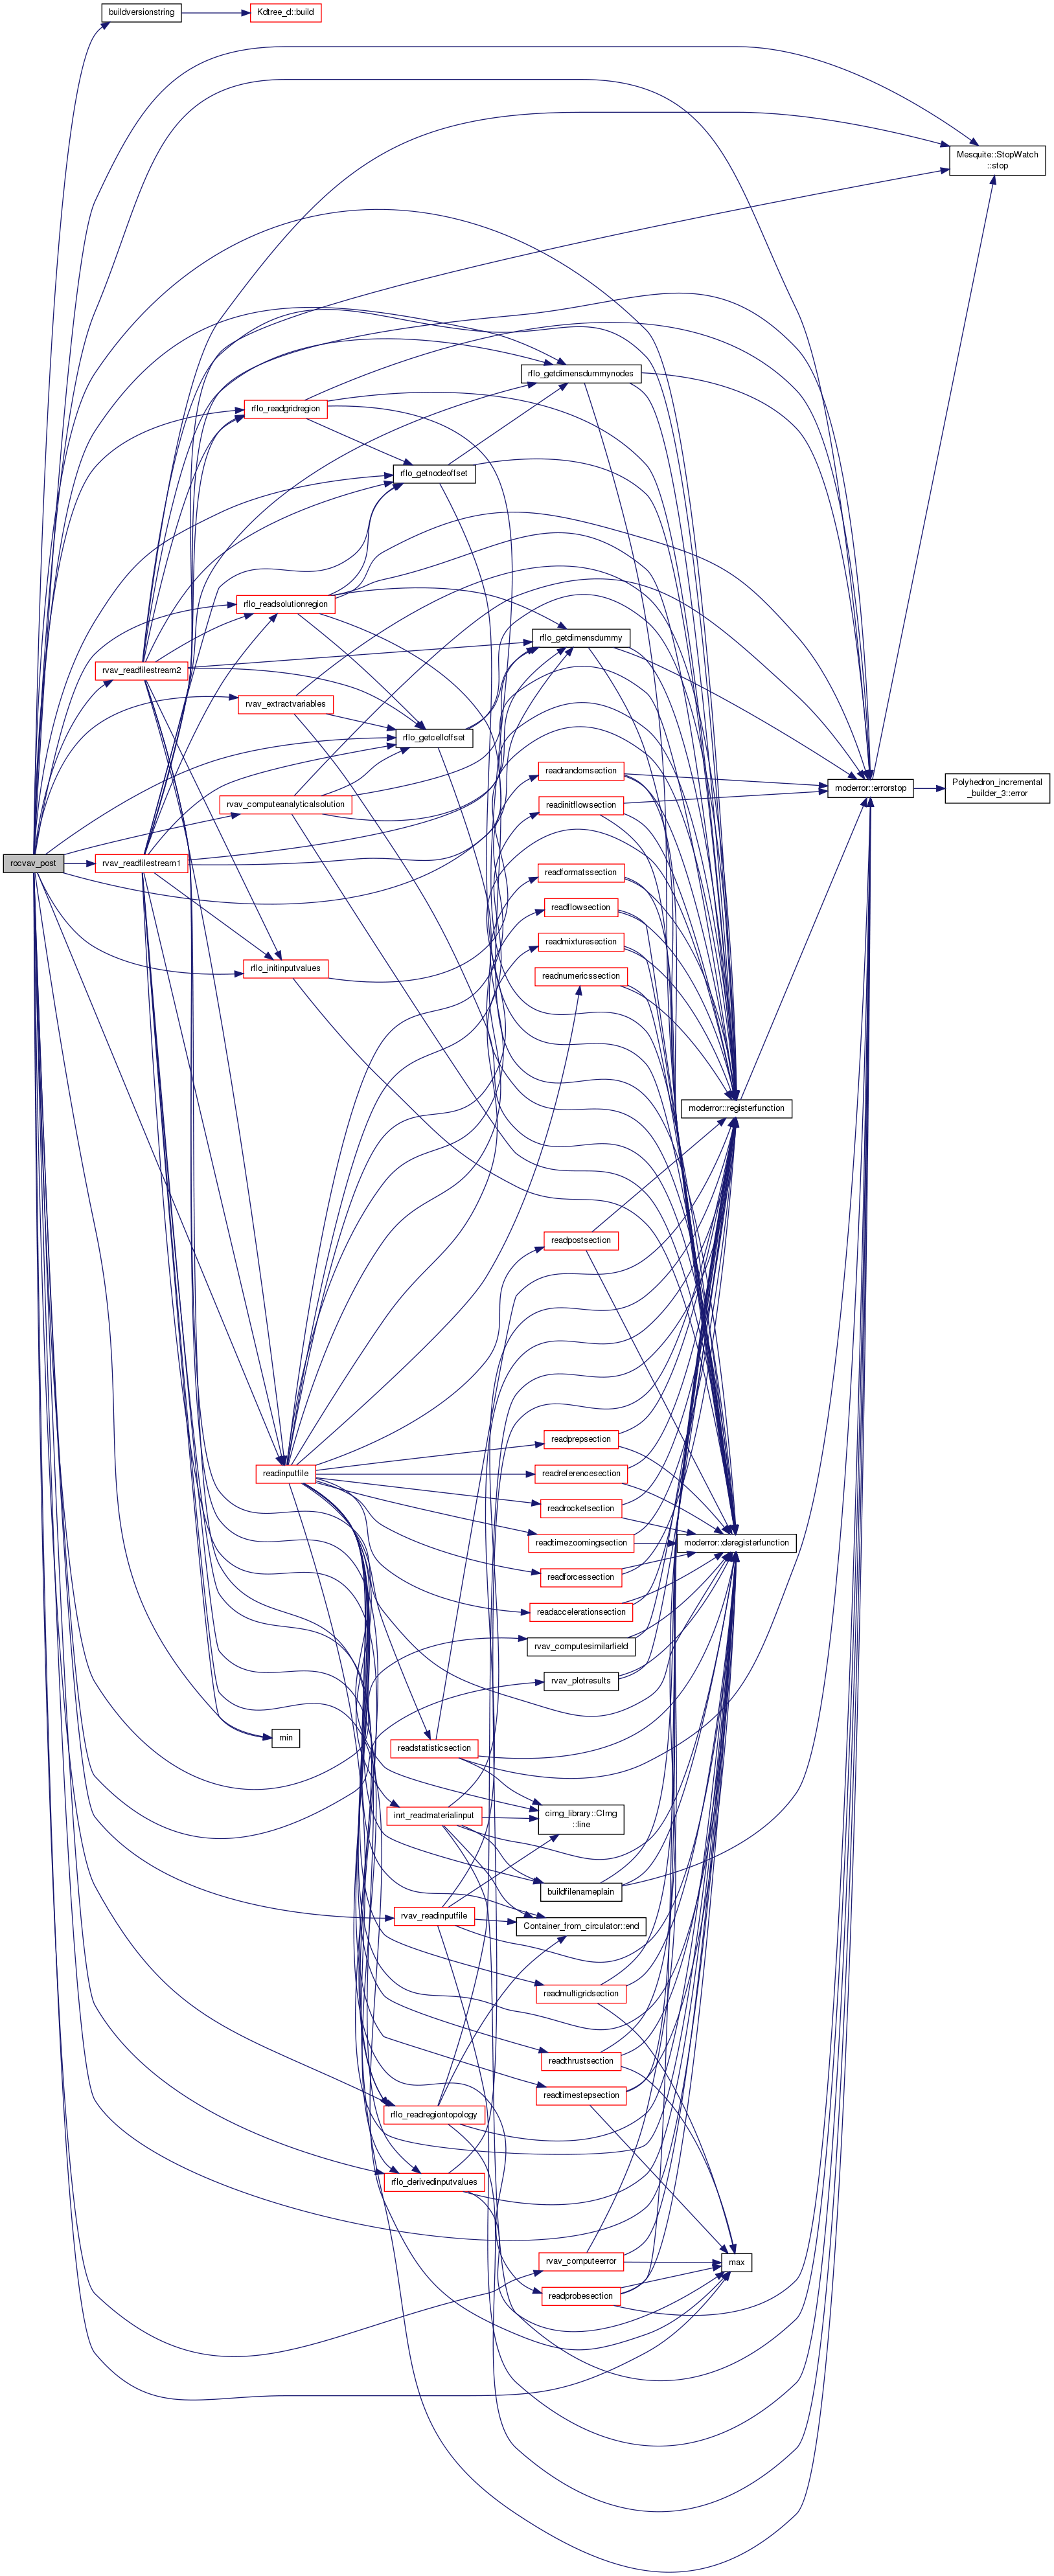 buildversionstring
Kdtree_d::build
Mesquite::StopWatch
::stop
rflo_getdimensdummynodes
rflo_readgridregion
rflo_getnodeoffset
rflo_readsolutionregion
rflo_getdimensdummy
rvav_readfilestream2
rvav_extractvariables
rflo_getcelloffset
readrandomsection
moderror::errorstop
Polyhedron_incremental
_builder_3::error
rvav_computeanalyticalsolution
readinitflowsection
rocvav_post
rvav_readfilestream1
readformatssection
readflowsection
readmixturesection
rflo_initinputvalues
readnumericssection
moderror::registerfunction
readpostsection
readprepsection
readinputfile
readreferencesection
readrocketsection
readtimezoomingsection
moderror::deregisterfunction
readforcessection
readaccelerationsection
rvav_computesimilarfield
rvav_plotresults
min
readstatisticsection
inrt_readmaterialinput
cimg_library::CImg
::line
buildfilenameplain
rvav_readinputfile
Container_from_circulator::end
readmultigridsection
readthrustsection
readtimestepsection
rflo_readregiontopology
rflo_derivedinputvalues
rvav_computeerror
max
readprobesection